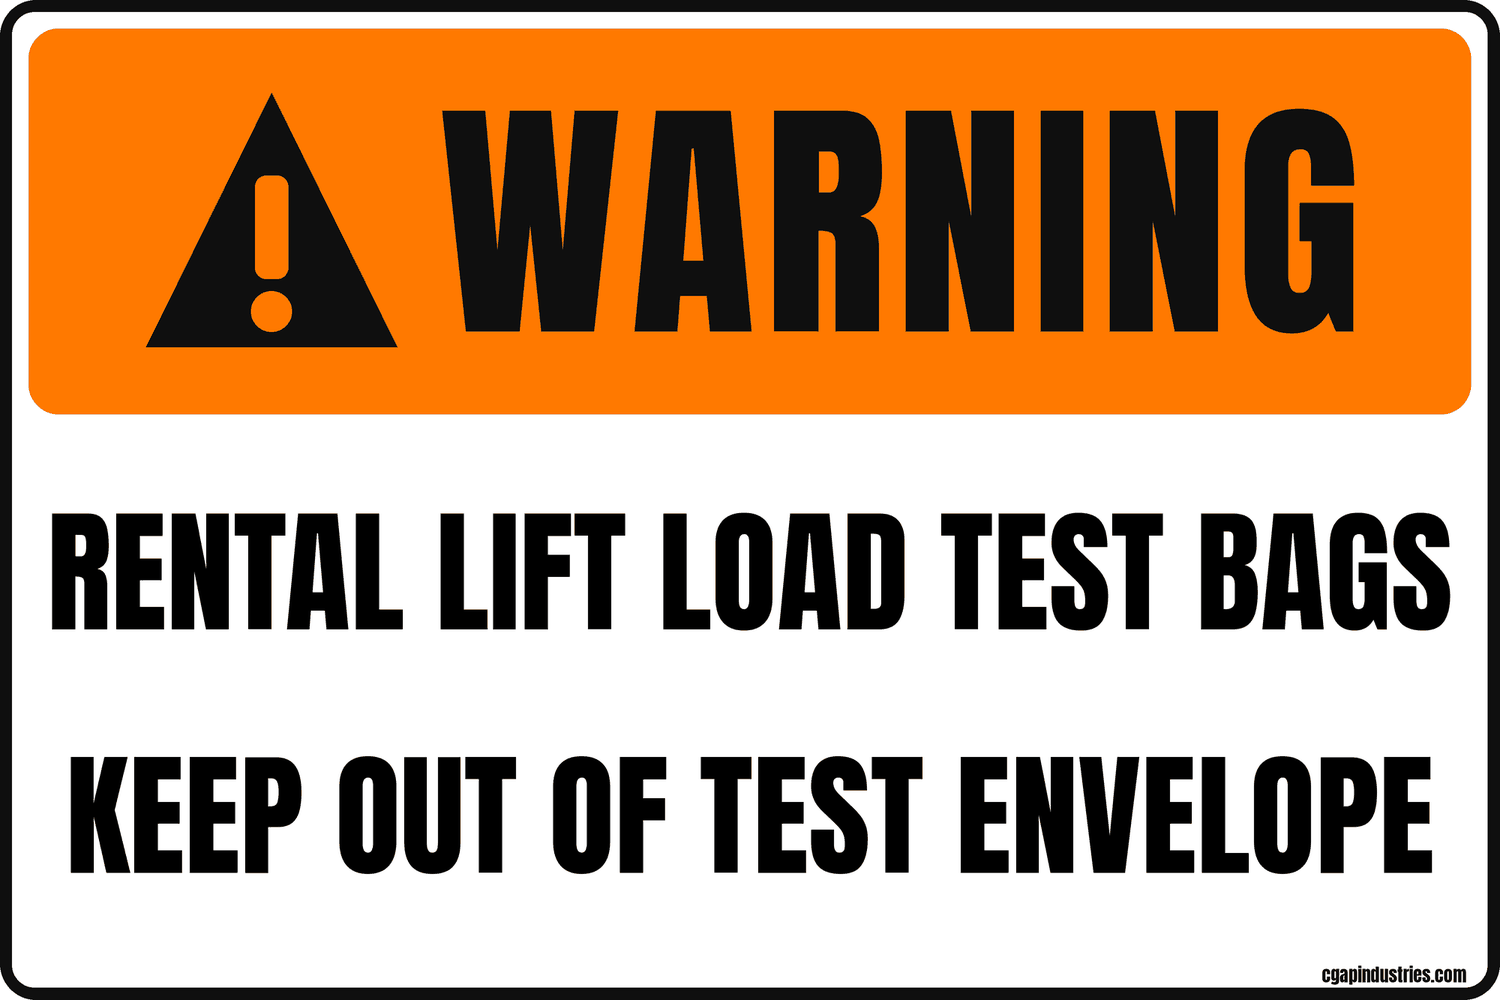 WARNING
RENTAL LIFT LOAD TEST BAGS
KEEP OUT OF TEST ENVELOPE
cgapindustries.com